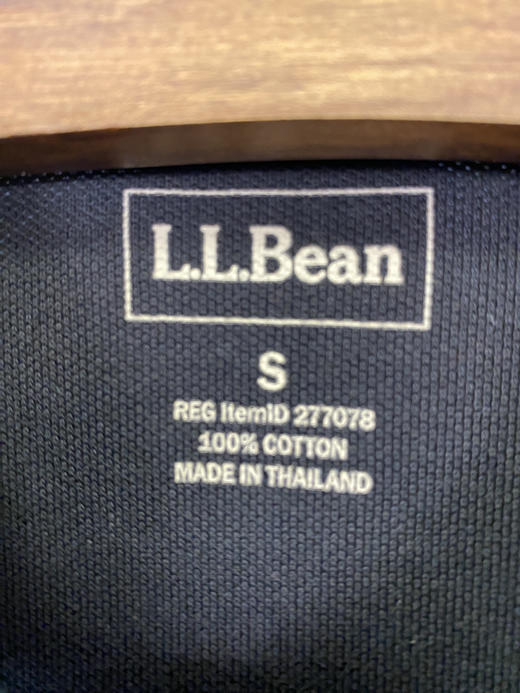 L.L.Bean
S
REG ItemID 277078
100% COTTON
MADE IN THAILAND